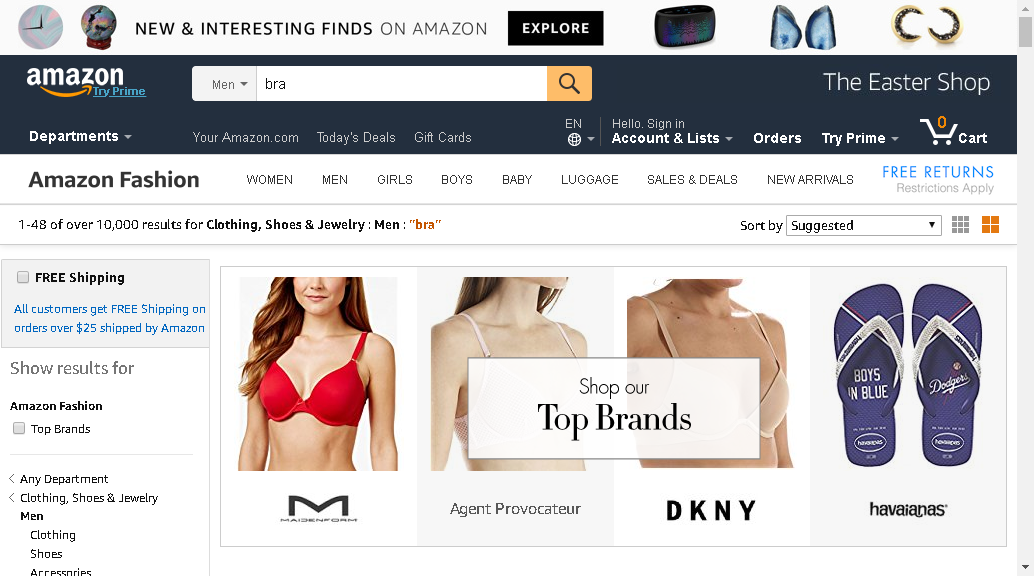 NEW & INTERESTING FINDS ON AMAZON EXPLORE
amazon
Try Prime
Men
bra
The Easter Shop
Departments
Your Amazon.com Today's Deals Gift Cards
EN
Hello. Sign in
Account & Lists
Orders
Try Prime
0
Cart
Amazon Fashion
WOMEN MEN GIRLS BOYS BABY LUGGAGE SALES & DEALS NEW ARRIVALS
FREE RETURNS
Restrictions Apply
1-48 of over 10,000 results for Clothing, Shoes & Jewelry : Men : "bra"
Sort by Suggested
FREE Shipping
All customers get FREE Shipping on
orders over $25 shipped by Amazon
Show results for
Amazon Fashion
Top Brands
Any Department
Clothing, Shoes & Jewelry
Men
Clothing
Shoes
Accessories
Shop our
Top Brands
BOYS
IN BLUE
Dodgers
havaianas
havaianas
M
MAIDENFORM
Agent Provocateur
DKNY
havaianas